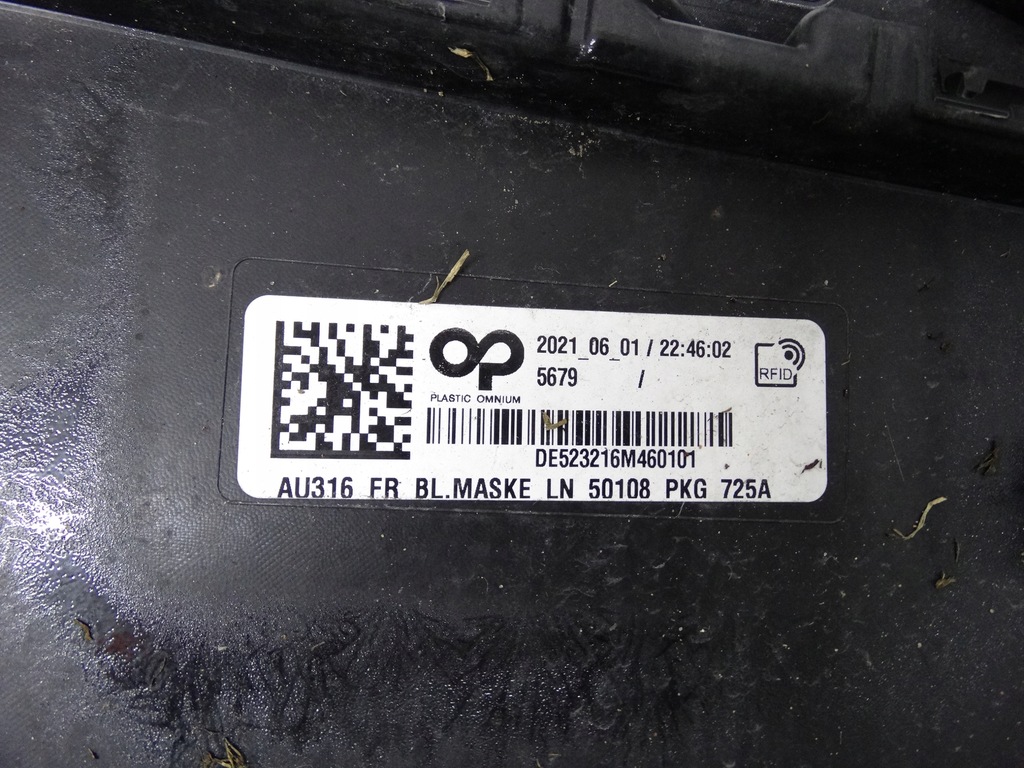 2021_06_01 / 22:46:02
5679 /
RFID
PLASTIC OMNIUM
DE523216M460101
AU316 FR BL.MASKE LN 50108 PKG 725A